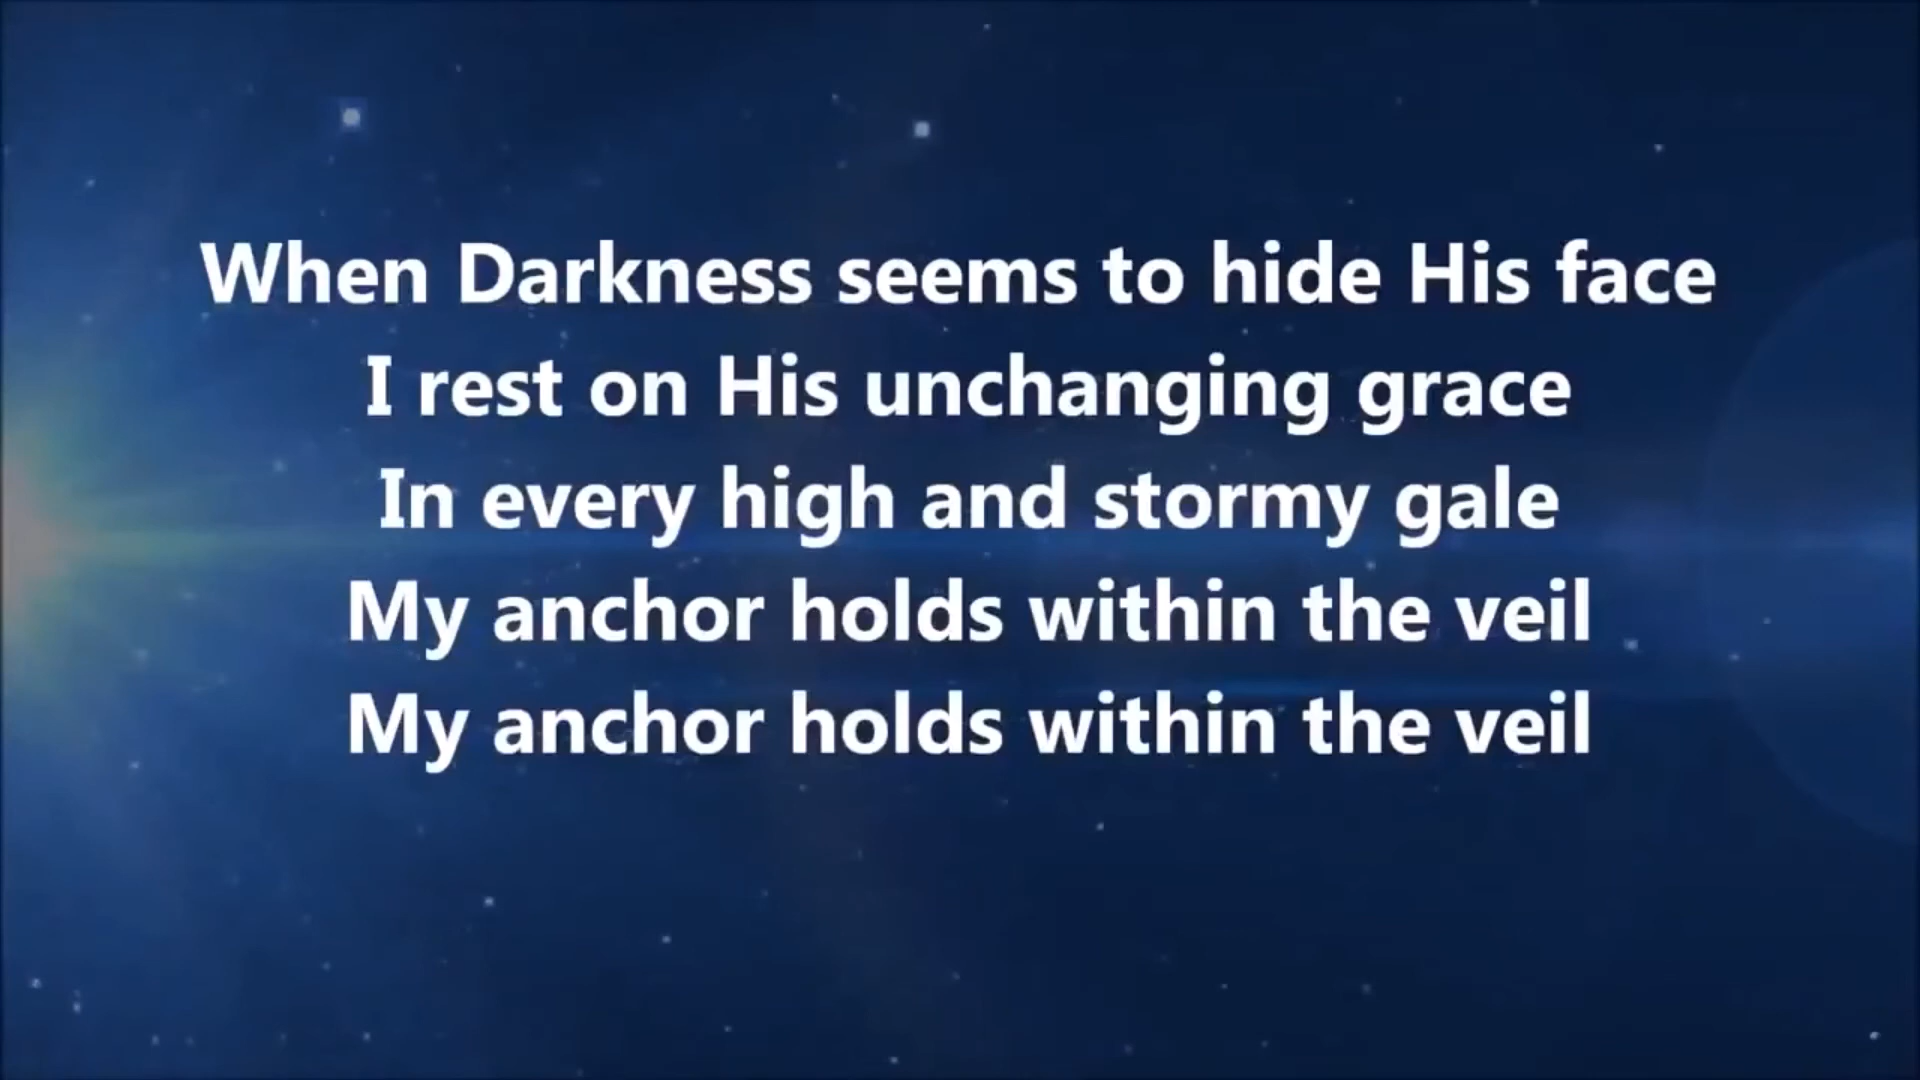 When Darkness seems to hide His face
I rest on His unchanging grace
In every high and stormy gale
My anchor holds within the veil
My anchor holds within the veil